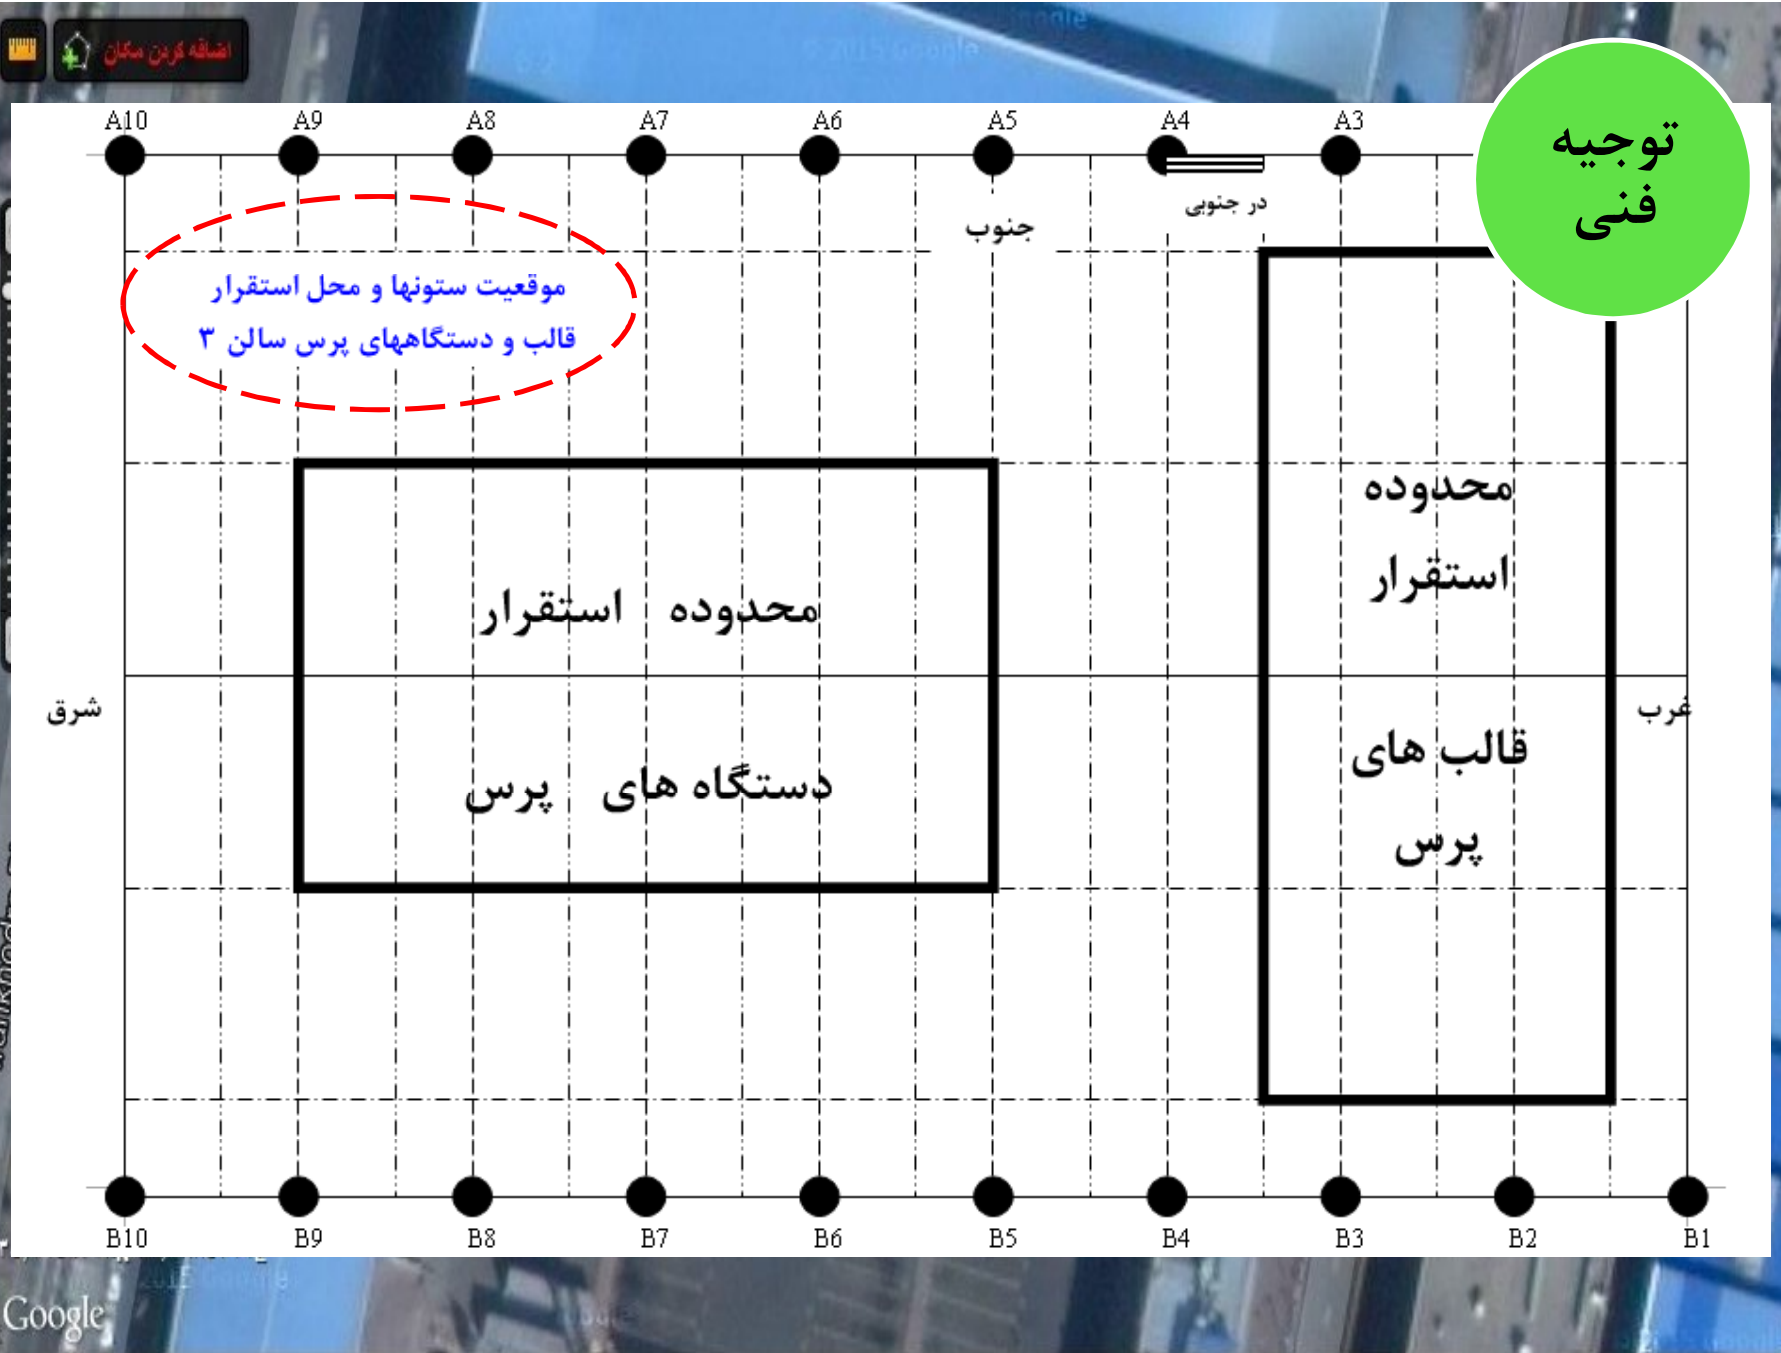 اضافه کردن مکان
توجیه
فنی
A10 A9 A8 A7 A6 A5 A4 A3
در جنوبی
جنوب
موقعیت ستونها و محل استقرار
قالب و دستگاههای پرس سالن ۳
محدوده
استقرار
قالب های
پرس
محدوده استقرار
دستگاه های پرس
شرق
غرب
B10 B9 B8 B7 B6 B5 B4 B3 B2 B1
Google